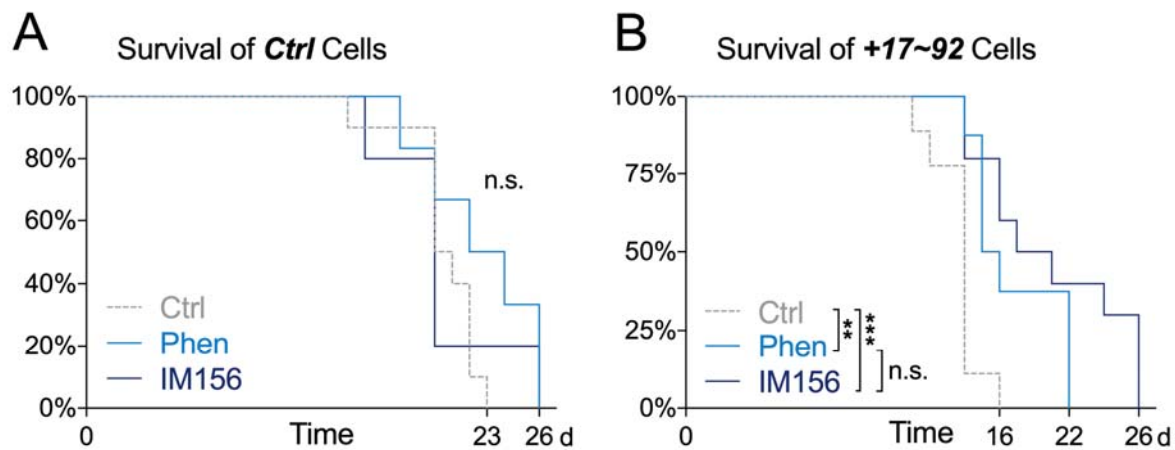 A
Survival of Ctrl Cells
100%
80%
60%
40%
20%
0%
n.s.
Ctrl
Phen
IM156
0
Time
23
26 d
B
Survival of +17~92 Cells
100%
75%
50%
25%
0%
Ctrl
Phen
IM156
**
***
n.s.
0
Time
16
22
26 d